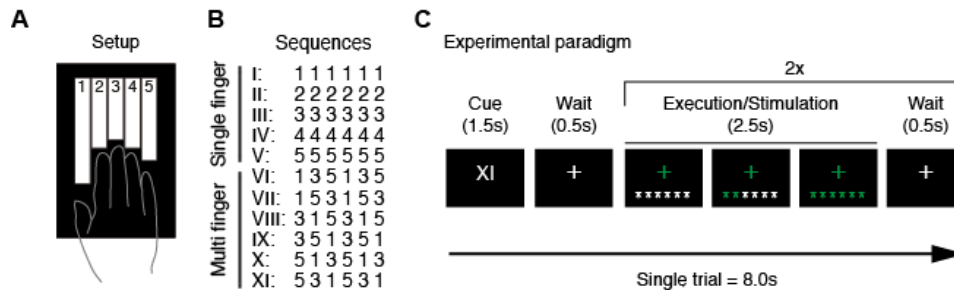 A
Setup
1 2 3 4 5
B
Sequences
Single finger
I: 1 1 1 1 1 1
II: 2 2 2 2 2 2
III: 3 3 3 3 3 3
IV: 4 4 4 4 4 4
V: 5 5 5 5 5 5
Multi finger
VI: 1 3 5 1 3 5
VII: 1 5 3 1 5 3
VIII: 3 1 5 3 1 5
IX: 3 5 1 3 5 1
X: 5 1 3 5 1 3
XI: 5 3 1 5 3 1
C
Experimental paradigm
2x
Cue
(1.5s)
Wait
(0.5s)
Execution/Stimulation
(2.5s)
Wait
(0.5s)
XI
+
+
******
+
******
+
******
+
Single trial = 8.0s